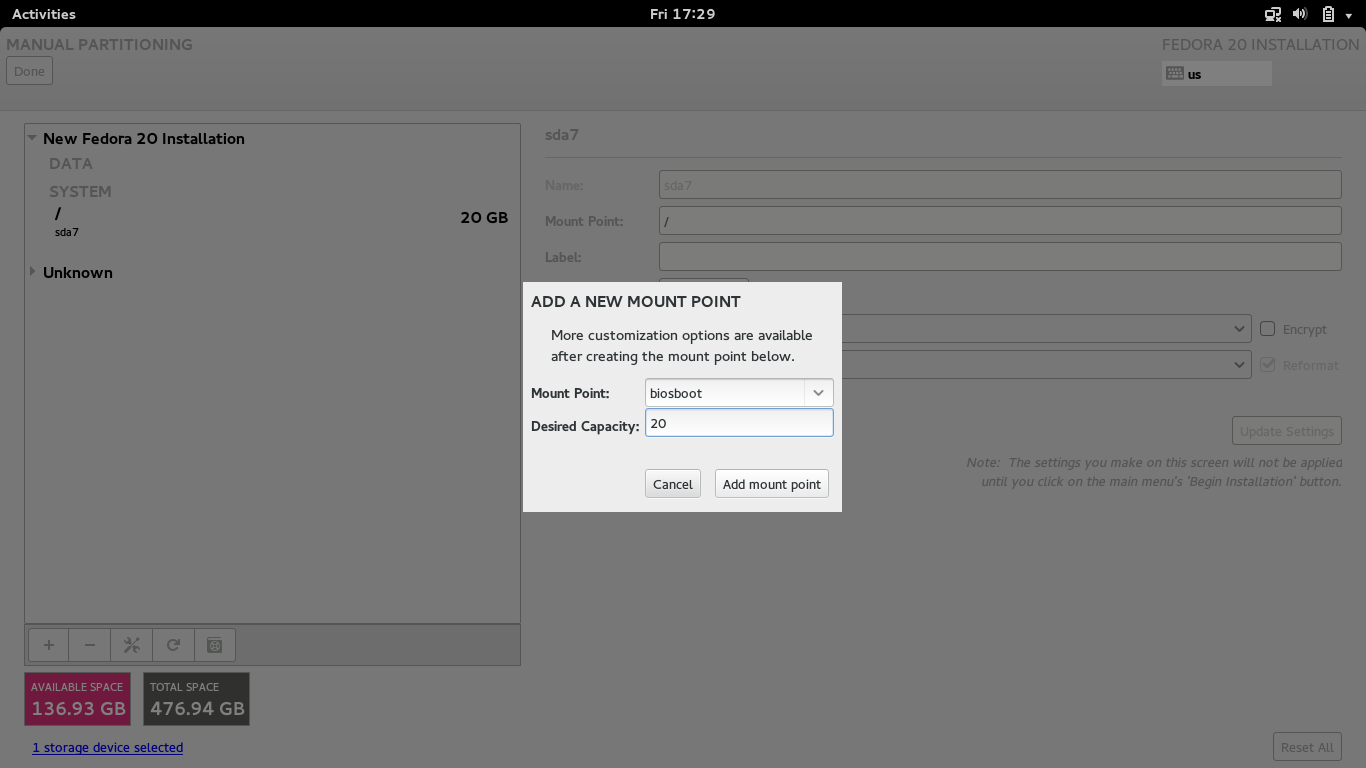 Activities
Fri 17:29
MANUAL PARTITIONING
FEDORA 20 INSTALLATION
Done
us
New Fedora 20 Installation
DATA
SYSTEM
/
20 GB
sda7
Unknown
sda7
Name:
sda7
Mount Point:
/
Label:
Encrypt
Reformat
Update Settings
Note: The settings you make on this screen will not be applied
until you click on the main menu's 'Begin Installation' button.
ADD A NEW MOUNT POINT
More customization options are available
after creating the mount point below.
Mount Point:
biosboot
Desired Capacity:
20
Cancel
Add mount point
AVAILABLE SPACE
136.93 GB
TOTAL SPACE
476.94 GB
1 storage device selected
Reset All